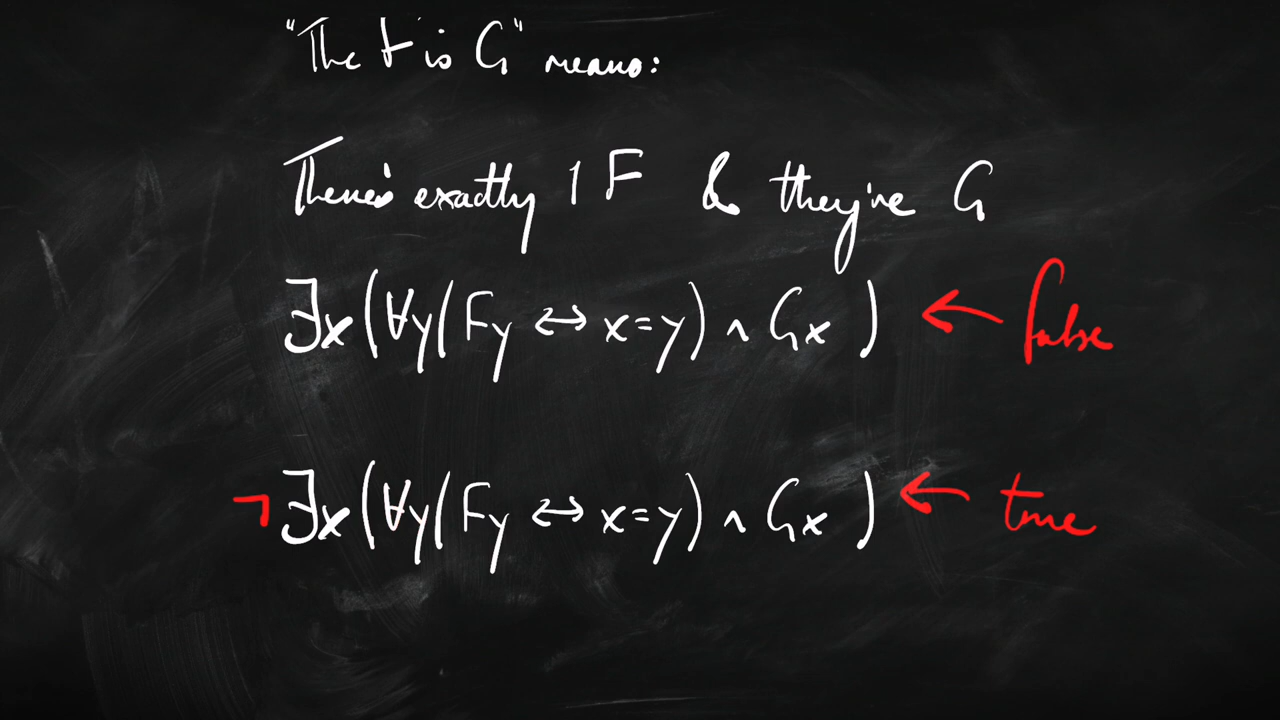 "The F is G" means:
There's exactly 1 F & they're G
∃x(∀y(Fy ↔ x=y) ∧ Gx) ← false
¬∃x(∀y(Fy ↔ x=y) ∧ Gx) ← true